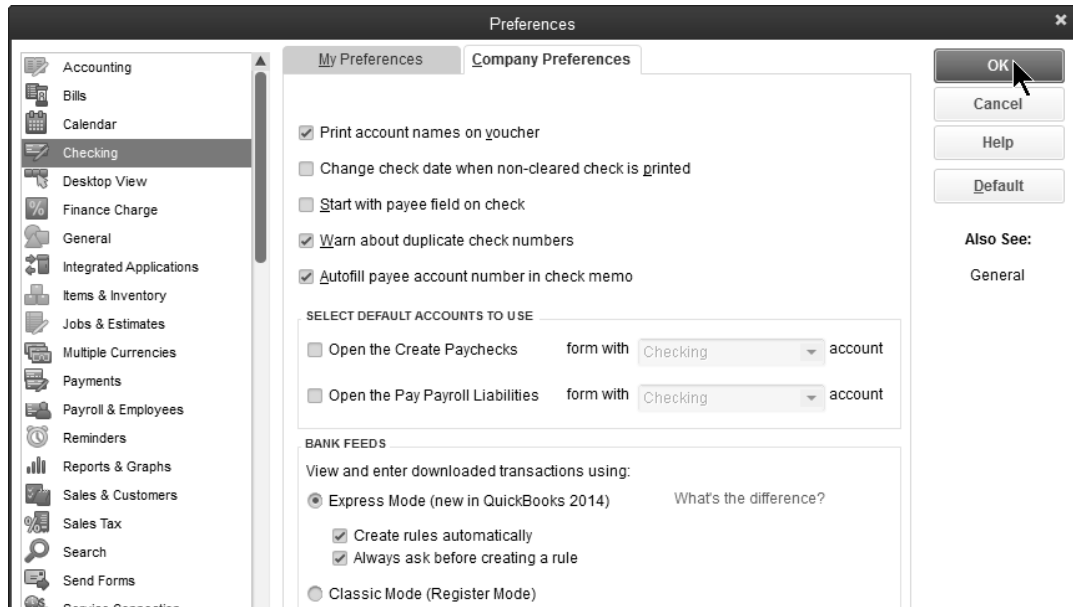 Preferences
My Preferences
Company Preferences
Accounting
Bills
Calendar
Checking
Desktop View
Finance Charge
General
Integrated Applications
Items & Inventory
Jobs & Estimates
Multiple Currencies
Payments
Payroll & Employees
Reminders
Reports & Graphs
Sales & Customers
Sales Tax
Search
Send Forms
Print account names on voucher
Change check date when non-cleared check is printed
Start with payee field on check
Warn about duplicate check numbers
Autofill payee account number in check memo
SELECT DEFAULT ACCOUNTS TO USE
Open the Create Paychecks form with Checking account
Open the Pay Payroll Liabilities form with Checking account
BANK FEEDS
View and enter downloaded transactions using:
Express Mode (new in QuickBooks 2014) What's the difference?
Create rules automatically
Always ask before creating a rule
Classic Mode (Register Mode)
OK
Cancel
Help
Default
Also See:
General